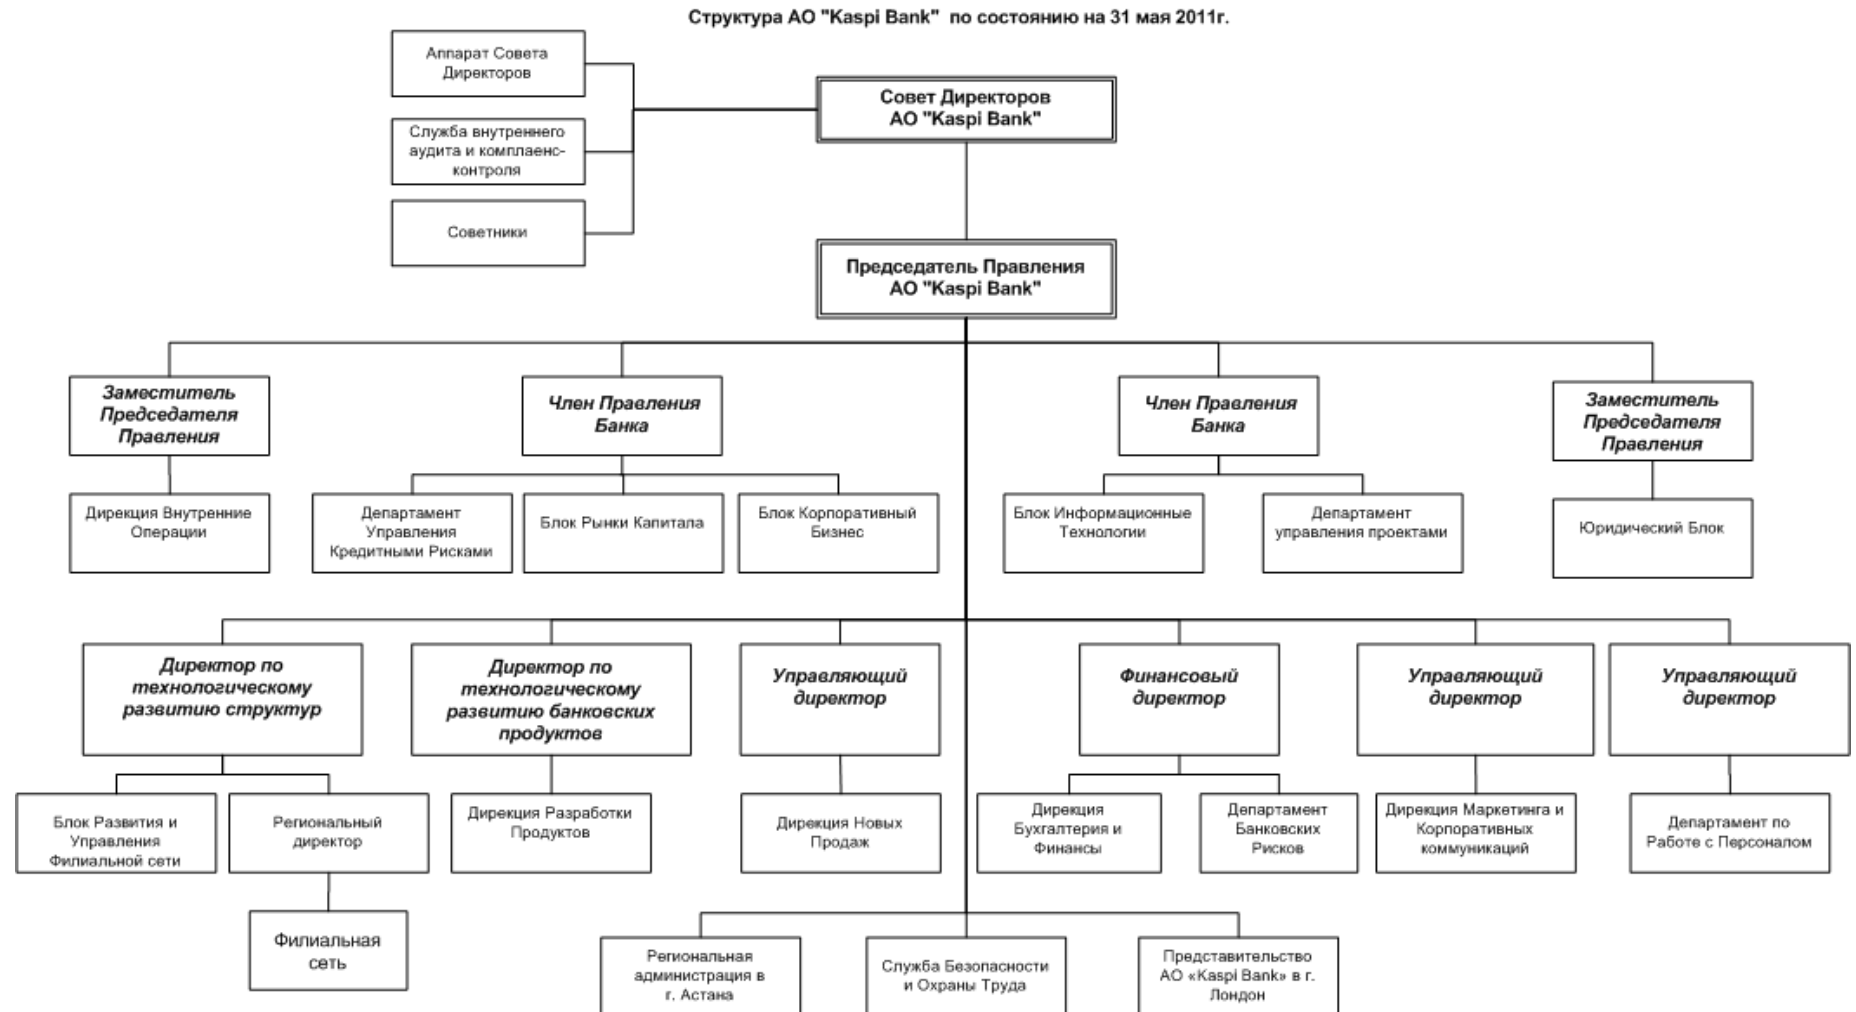 Структура АО "Kaspi Bank" по состоянию на 31 мая 2011г.
Аппарат Совета
Директоров
Служба внутреннего
аудита и комплаенс-
контроля
Советники
Совет Директоров
АО "Kaspi Bank"
Председатель Правления
АО "Kaspi Bank"
Заместитель
Председателя
Правления
Член Правления
Банка
Член Правления
Банка
Заместитель
Председателя
Правления
Дирекция Внутренние
Операции
Департамент
Управления
Кредитными Рисками
Блок Рынки Капитала
Блок Корпоративный
Бизнес
Блок Информационные
Технологии
Департамент
управления проектами
Юридический Блок
Директор по
технологическому
развитию структур
Директор по
технологическому
развитию банковских
продуктов
Управляющий
директор
Финансовый
директор
Управляющий
директор
Управляющий
директор
Блок Развития и
Управления
Филиальной сети
Региональный
директор
Дирекция Разработки
Продуктов
Дирекция Новых
Продаж
Дирекция
Бухгалтерия и
Финансы
Департамент
Банковских
Рисков
Дирекция Маркетинга и
Корпоративных
коммуникаций
Департамент по
Работе с Персоналом
Филиальная
сеть
Региональная
администрация в
г. Астана
Служба Безопасности
и Охраны Труда
Представительство
АО «Kaspi Bank» в г.
Лондон